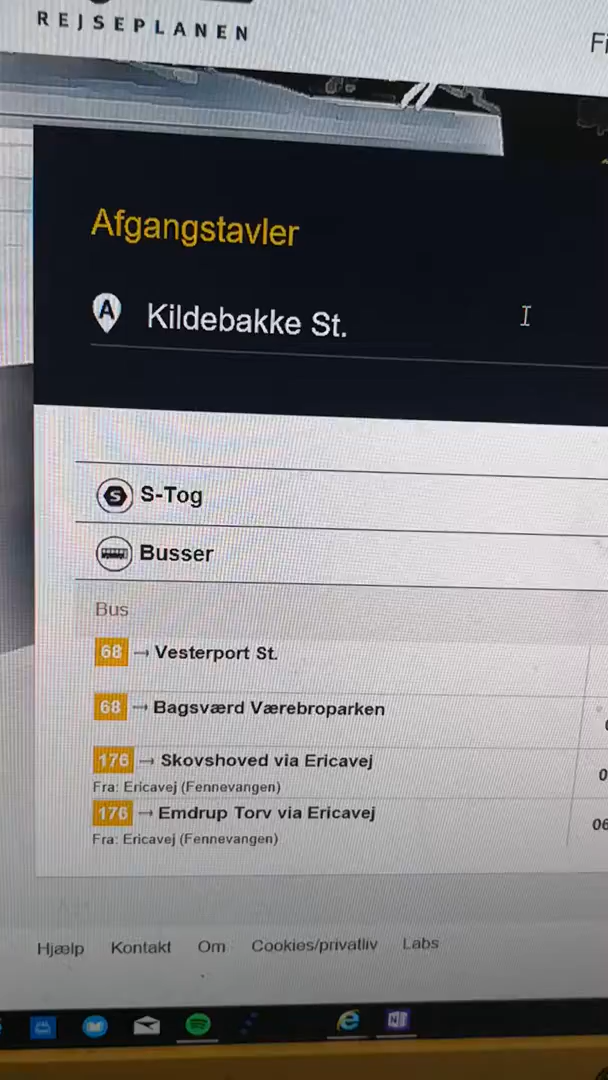 REJSEPLANEN
Afgangstavler
A
Kildebakke St.
S S-Tog
Busser
Bus
68 → Vesterport St.
68 → Bagsværd Værebroparken
176 → Skovshoved via Ericavej
Fra: Ericavej (Fennevangen)
176 → Emdrup Torv via Ericavej
Fra: Ericavej (Fennevangen)
06
Hjælp Kontakt Om Cookies/privatliv Labs